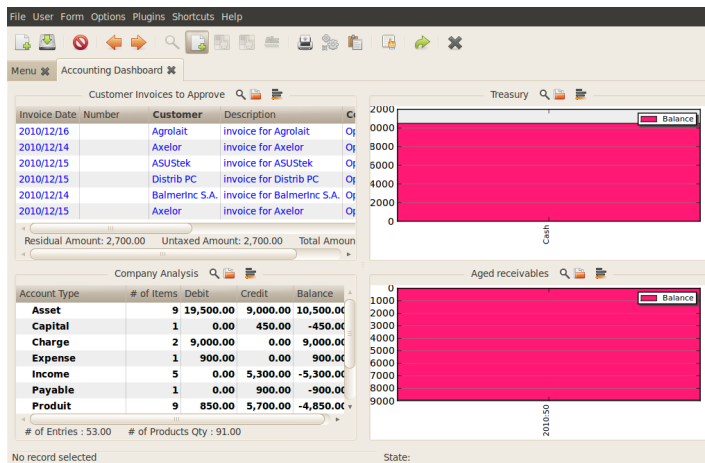 File User Form Options Plugins Shortcuts Help
Menu Accounting Dashboard
Customer Invoices to Approve
Invoice Date Number Customer Description
2010/12/16 Agrolait invoice for Agrolait
2010/12/14 Axelor invoice for Axelor
2010/12/15 ASUStek invoice for ASUStek
2010/12/15 Distrib PC invoice for Distrib PC
2010/12/14 BalmerInc S.A. invoice for BalmerInc S.A.
2010/12/15 Axelor invoice for Axelor
Residual Amount: 2,700.00 Untaxed Amount: 2,700.00 Total Amoun
Treasury
2000
0000
8000
6000
4000
2000
0
Balance
Cash
Company Analysis
Account Type # of Items Debit Credit Balance
Asset 9 19,500.00 9,000.00 10,500.00
Capital 1 0.00 450.00 -450.00
Charge 2 9,000.00 0.00 9,000.00
Expense 1 900.00 0.00 900.00
Income 5 0.00 5,300.00 -5,300.00
Payable 1 0.00 900.00 -900.00
Produit 9 850.00 5,700.00 -4,850.00
# of Entries : 53.00 # of Products Qty : 91.00
Aged receivables
0
1000
2000
3000
4000
5000
6000
7000
8000
9000
Balance
2010:50
No record selected State: